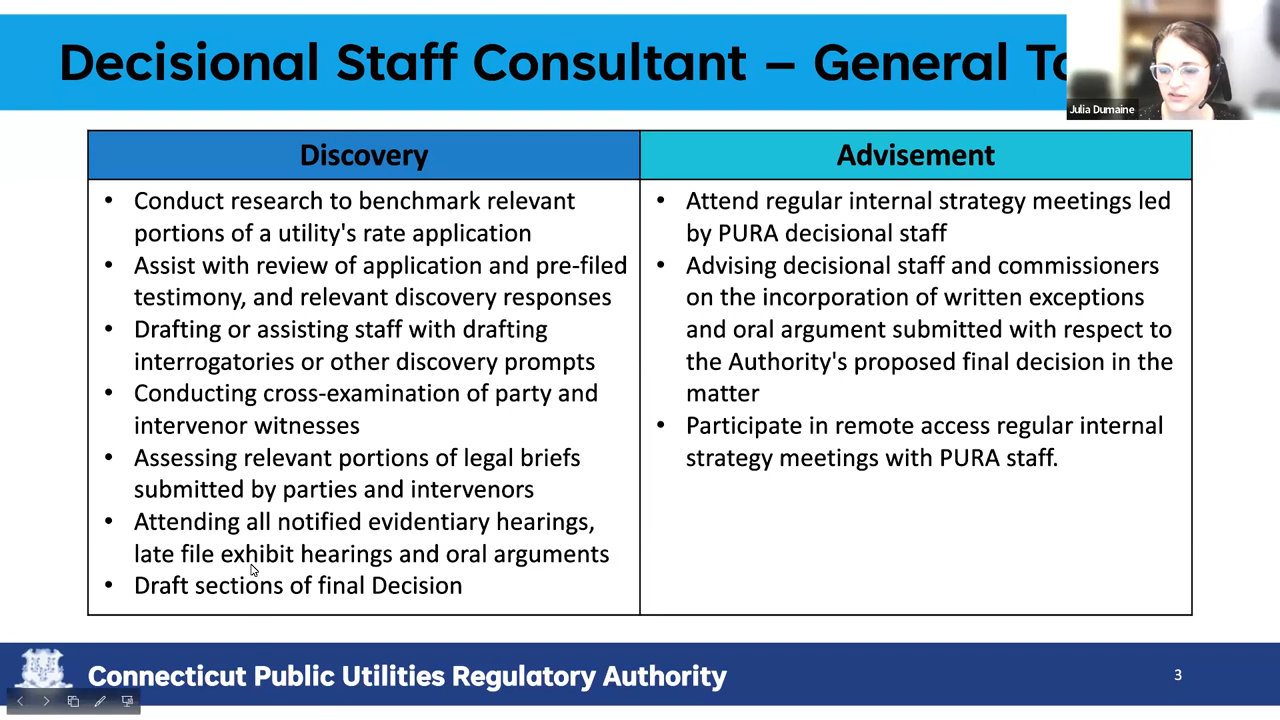 Decisional Staff Consultant – General
Julia Dumaine
Discovery
Advisement
• Conduct research to benchmark relevant
portions of a utility's rate application
• Assist with review of application and pre-filed
testimony, and relevant discovery responses
• Drafting or assisting staff with drafting
interrogatories or other discovery prompts
• Conducting cross-examination of party and
intervenor witnesses
• Assessing relevant portions of legal briefs
submitted by parties and intervenors
• Attending all notified evidentiary hearings,
late file exhibit hearings and oral arguments
• Draft sections of final Decision
• Attend regular internal strategy meetings led
by PURA decisional staff
• Advising decisional staff and commissioners
on the incorporation of written exceptions
and oral argument submitted with respect to
the Authority's proposed final decision in the
matter
• Participate in remote access regular internal
strategy meetings with PURA staff.
Connecticut Public Utilities Regulatory Authority
3